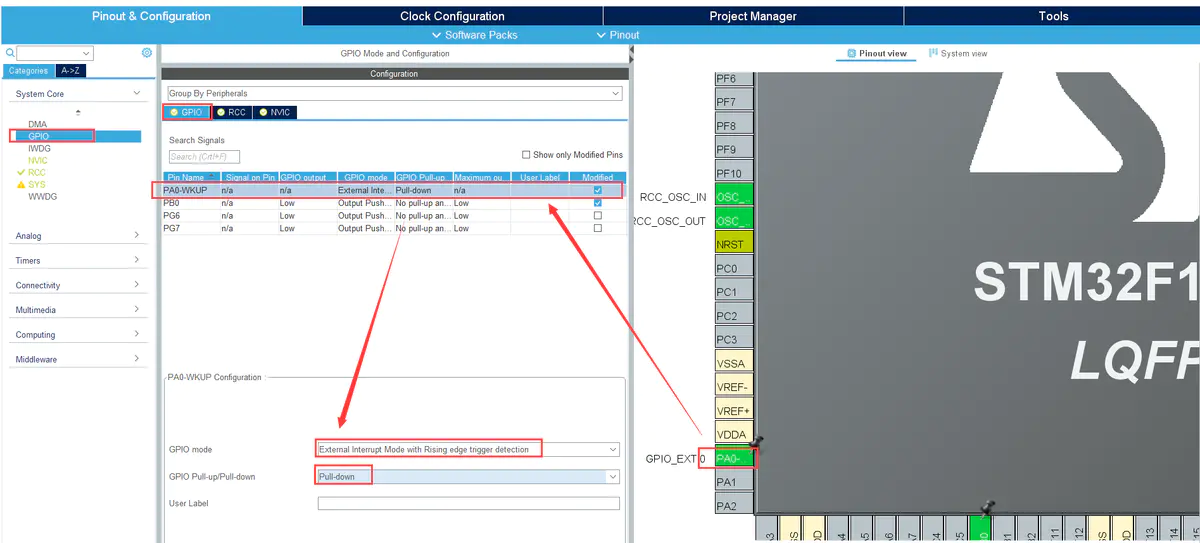 Pinout & Configuration
Clock Configuration
Project Manager
Tools
Software Packs
Pinout
Categories
A->Z
System Core
DMA
GPIO
IWDG
NVIC
RCC
SYS
WWDG
Analog
Timers
Connectivity
Multimedia
Computing
Middleware
GPIO Mode and Configuration
Configuration
Group By Peripherals
GPIO
RCC
NVIC
Search Signals
Search (Crtl+F)
Show only Modified Pins
Pin Name Signal on Pin GPIO output GPIO mode GPIO Pull-up... Maximum ou User Label Modified
PA0-WKUP n/a n/a External Inte... Pull-down n/a
PB0 n/a Low Output Push... No pull-up an... Low
PG6 n/a Low Output Push... No pull-up an... Low
PG7 n/a Low Output Push... No pull-up an... Low
PA0-WKUP Configuration :
GPIO mode
External Interrupt Mode with Rising edge trigger detection
GPIO Pull-up/Pull-down
Pull-down
User Label
Pinout view
System view
PF6
PF7
PF8
PF9
PF10
RCC_OSC_IN OSC_..
RCC_OSC_OUT OSC_..
NRST
PC0
PC1
PC2
PC3
VSSA
VREF-
VREF+
VDDA
GPIO_EXTI0 PA0-..
PA1
PA2
STM32F1
LQFP